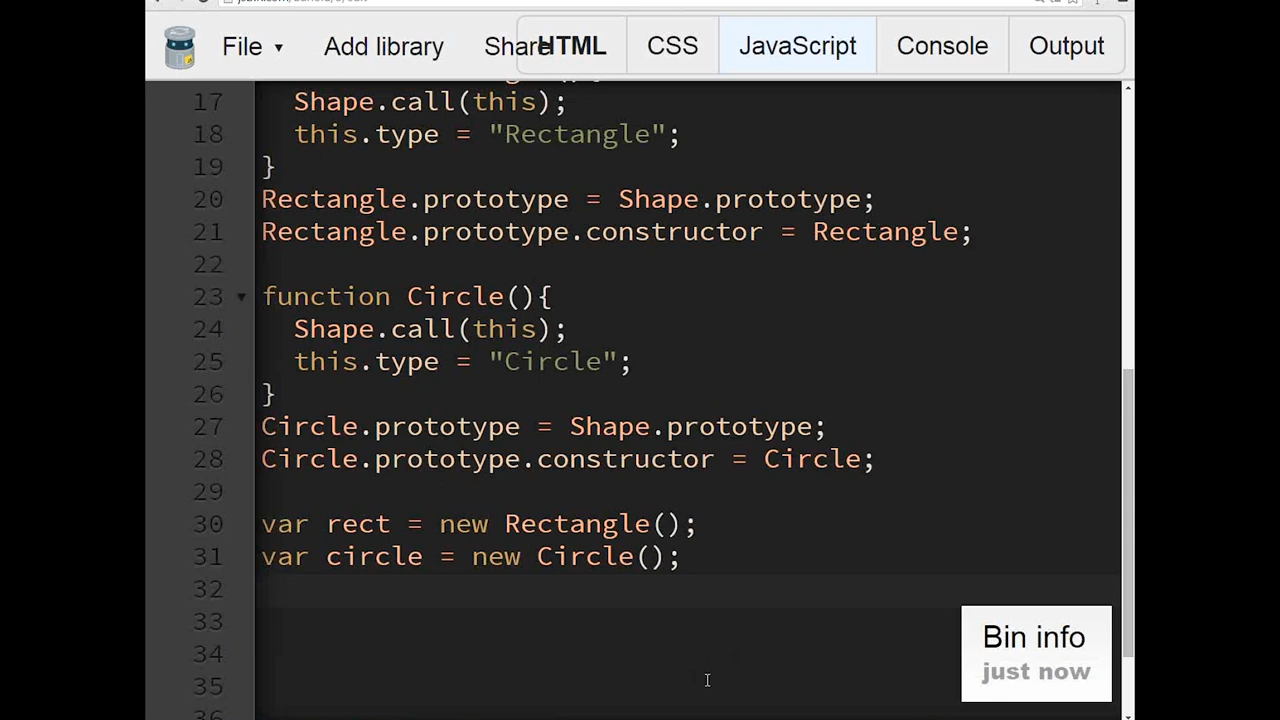 File ▾ Add library Share HTML CSS JavaScript Console Output
17 Shape.call(this);
18 this.type = "Rectangle";
19 }
20 Rectangle.prototype = Shape.prototype;
21 Rectangle.prototype.constructor = Rectangle;
22
23 function Circle(){
24 Shape.call(this);
25 this.type = "Circle";
26 }
27 Circle.prototype = Shape.prototype;
28 Circle.prototype.constructor = Circle;
29
30 var rect = new Rectangle();
31 var circle = new Circle();
32
33
34
35
36
Bin info
just now